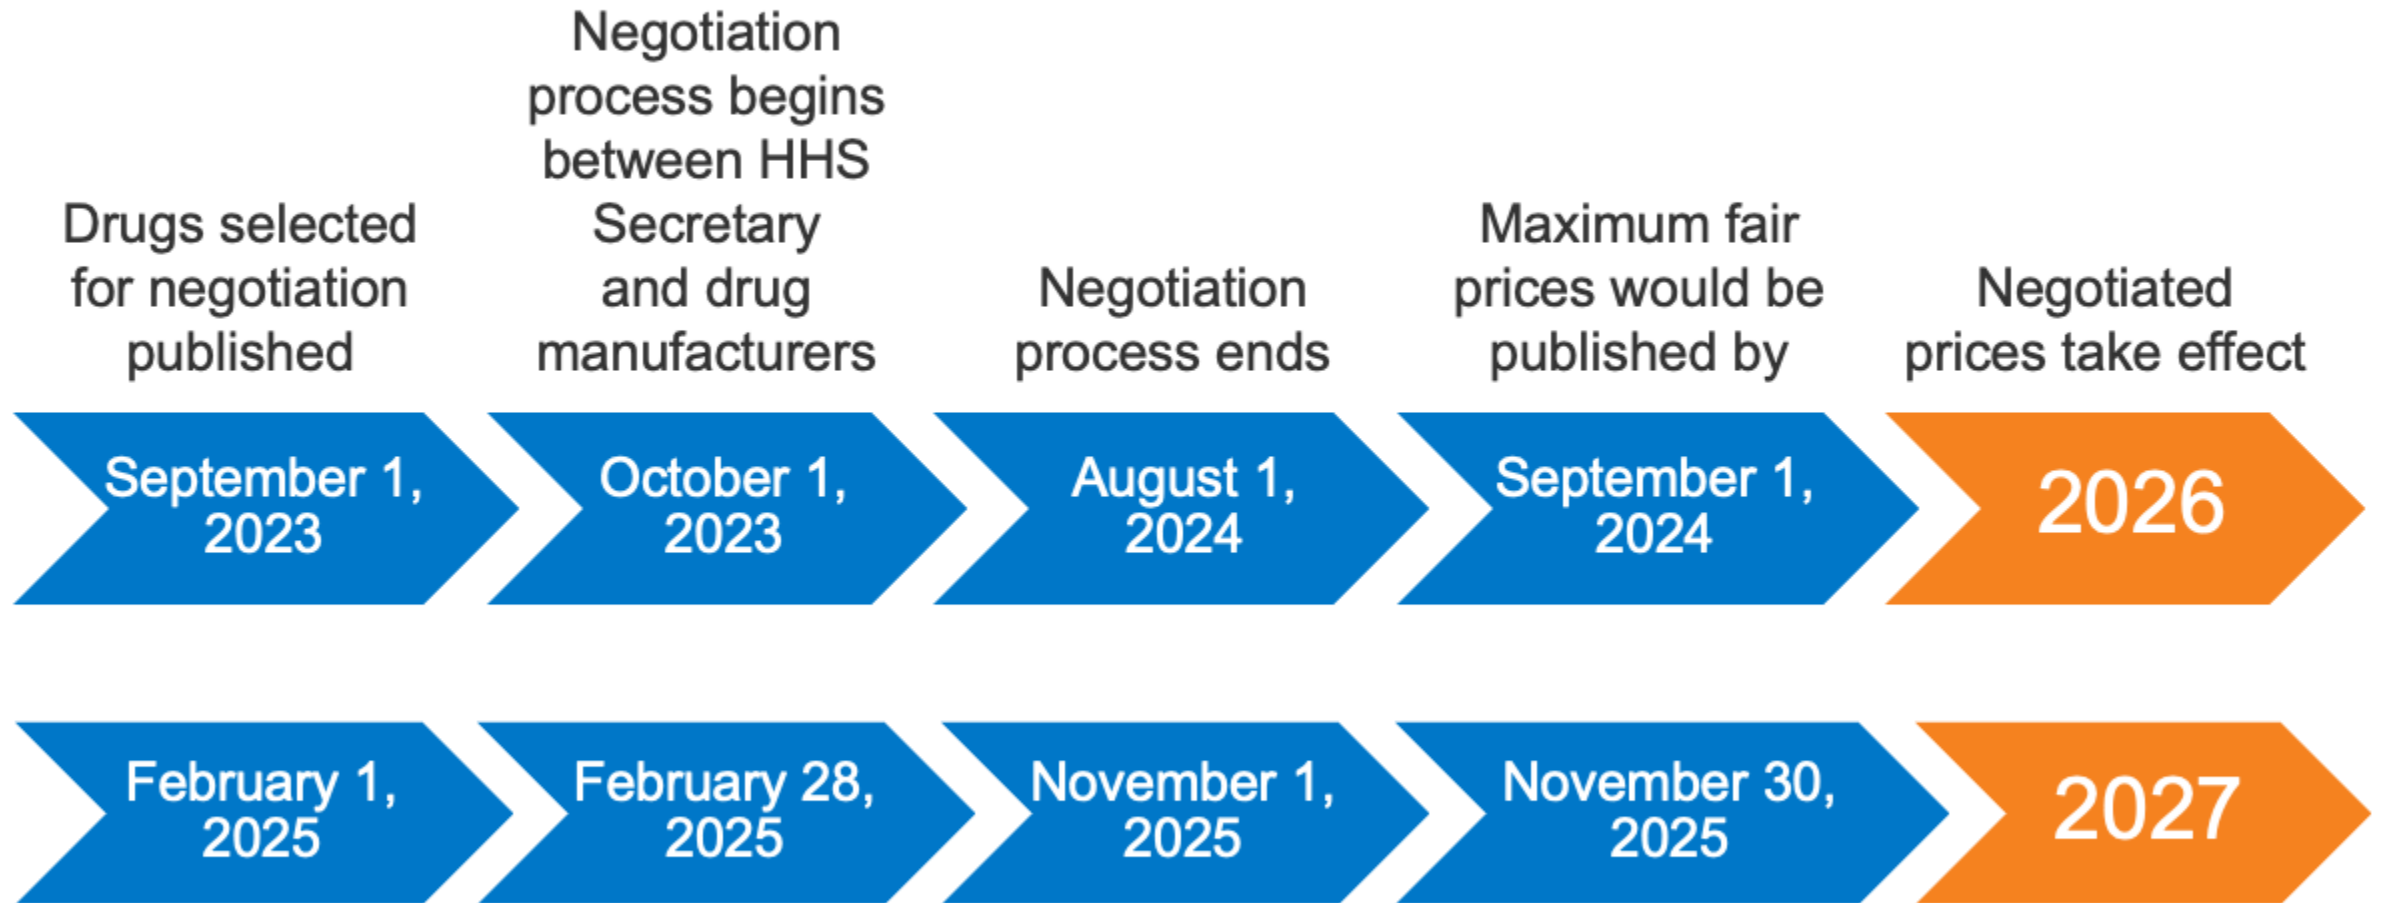 Drugs selected
for negotiation
published
Negotiation
process begins
between HHS
Secretary
and drug
manufacturers
Negotiation
process ends
Maximum fair
prices would be
published by
Negotiated
prices take effect
September 1,
2023
October 1,
2023
August 1,
2024
September 1,
2024
2026
February 1,
2025
February 28,
2025
November 1,
2025
November 30,
2025
2027